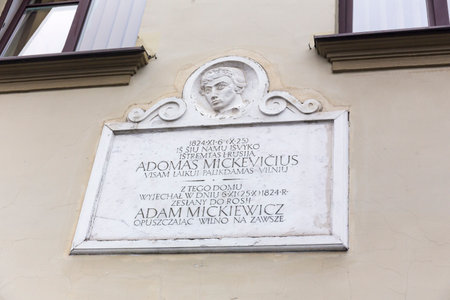 1824·XI·6 (X·25)
IŠ ŠIŲ NAMŲ IŠVYKO
IŠTREMTAS Į RUSIJĄ
ADOMAS MICKEVIČIUS
VISAM LAIKUI PALIKDAMAS VILNIŲ
Z TEGO DOMU
WYJECHAŁ W DNIU 6·XI (25·X) 1824·R·
ZESŁANY DO ROSJI
ADAM MICKIEWICZ
OPUSZCZAJĄC WILNO NA ZAWSZE